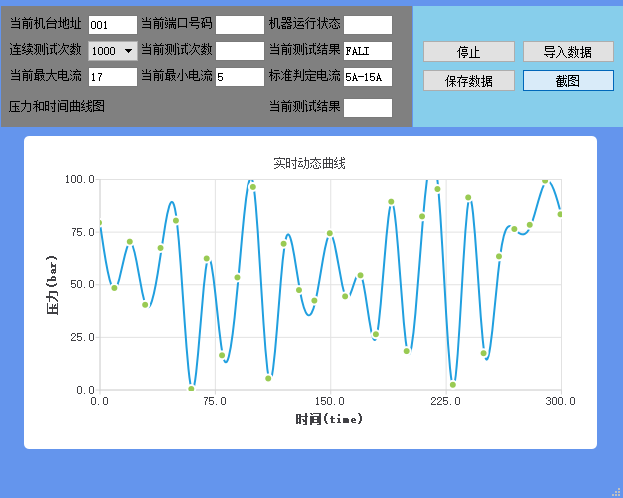 当前机台地址 001 当前端口号码 机器运行状态
连续测试次数 1000 当前测试次数 当前测试结果 FALI 停止 导入数据
当前最大电流 17 当前最小电流 5 标准判定电流 5A-15A 保存数据 截图
压力和时间曲线图 当前测试结果
实时动态曲线
100.0
75.0
50.0
25.0
0.0
压力(bar)
0.0 75.0 150.0 225.0 300.0
时间(time)